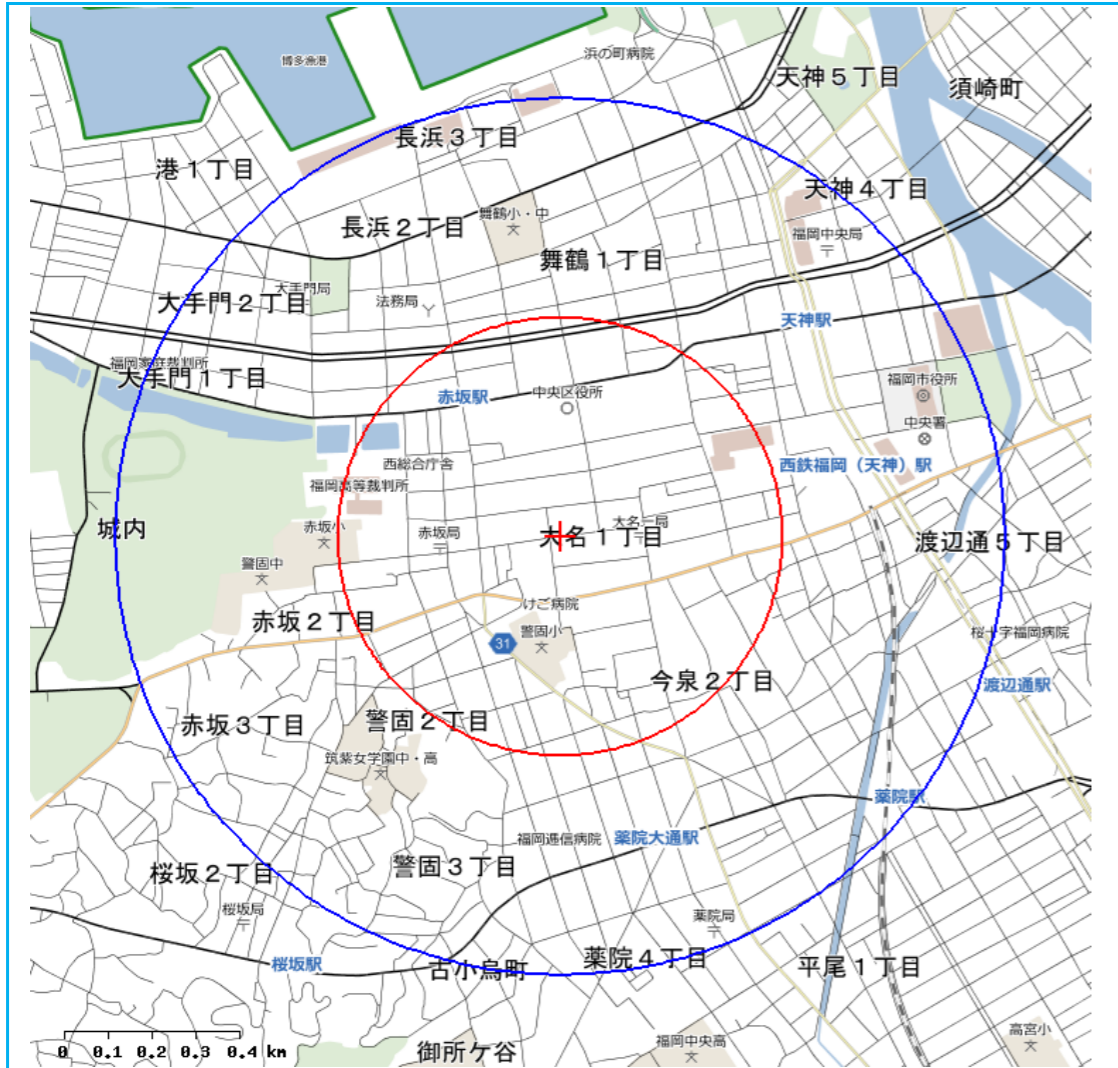 浜の町病院
博多漁港
天神５丁目
須崎町
長浜３丁目
港１丁目
天神４丁目
舞鶴小・中
長浜２丁目
福岡中央局
舞鶴１丁目
大手門局
大手門２丁目
法務局
天神駅
福岡家庭裁判所
大手門１丁目
福岡市役所
赤坂駅
中央区役所
中央署
西総合庁舎
西鉄福岡（天神）駅
福岡高等裁判所
城内
赤坂小
赤坂局
大名一局
大名１丁目
渡辺通５丁目
警固中
けご病院
赤坂２丁目
警固小
桜十字福岡病院
31
今泉２丁目
渡辺通駅
赤坂３丁目
警固２丁目
筑紫女学園中・高
薬院駅
福岡逓信病院
薬院大通駅
警固３丁目
桜坂２丁目
桜坂局
薬院局
桜坂駅
古小烏町
薬院４丁目
平尾１丁目
高宮小
福岡中央高
御所ケ谷
0 0.1 0.2 0.3 0.4 km